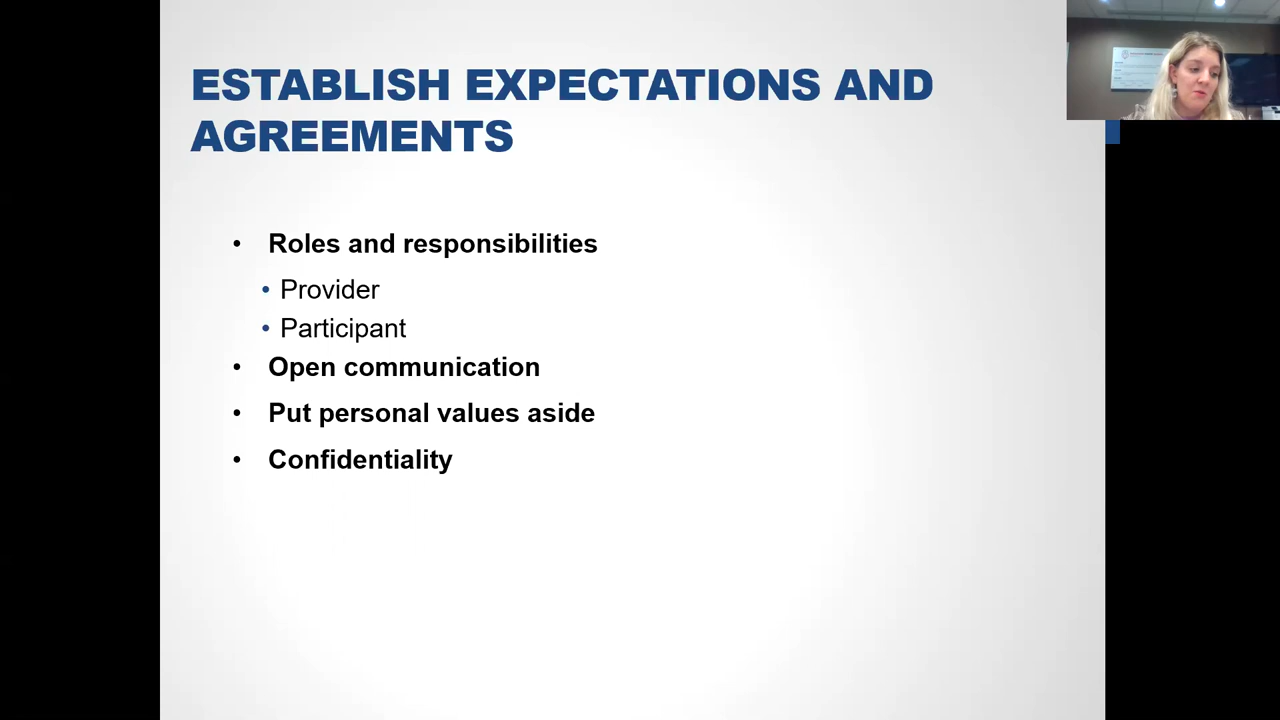 ESTABLISH EXPECTATIONS AND
AGREEMENTS
• Roles and responsibilities
• Provider
• Participant
• Open communication
• Put personal values aside
• Confidentiality